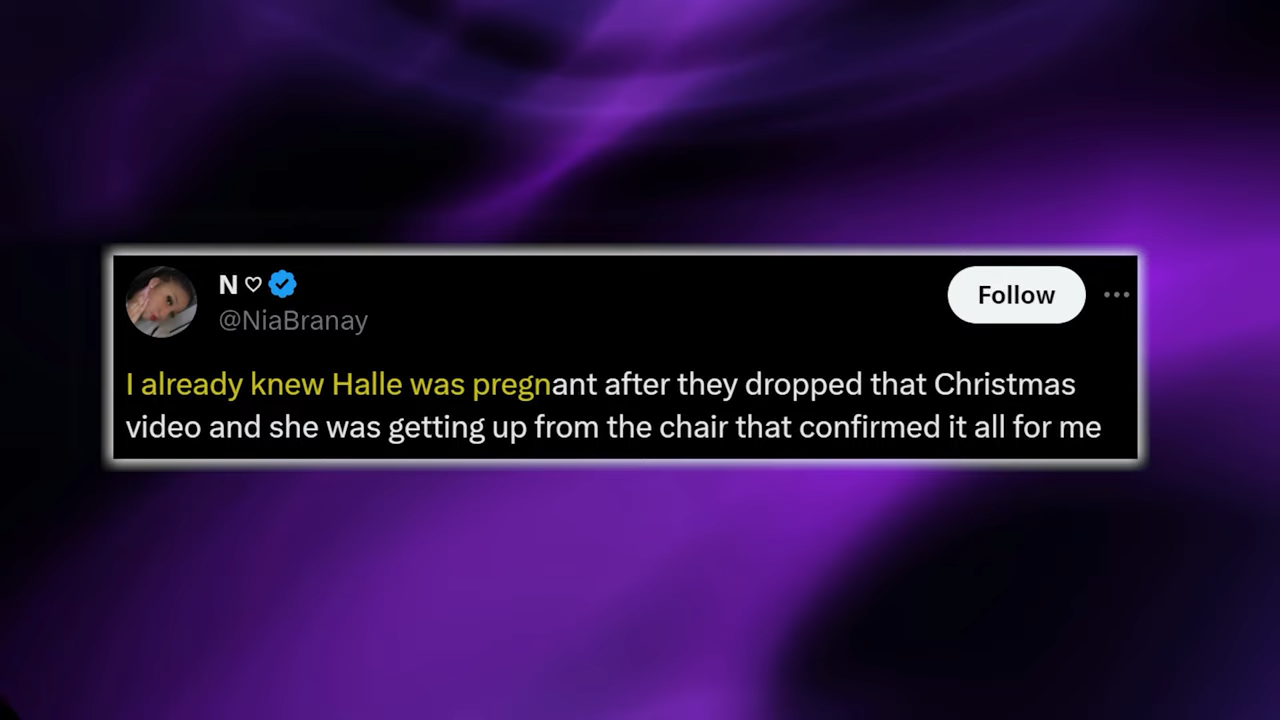 N ♡
@NiaBranay
Follow
I already knew Halle was pregnant after they dropped that Christmas
video and she was getting up from the chair that confirmed it all for me